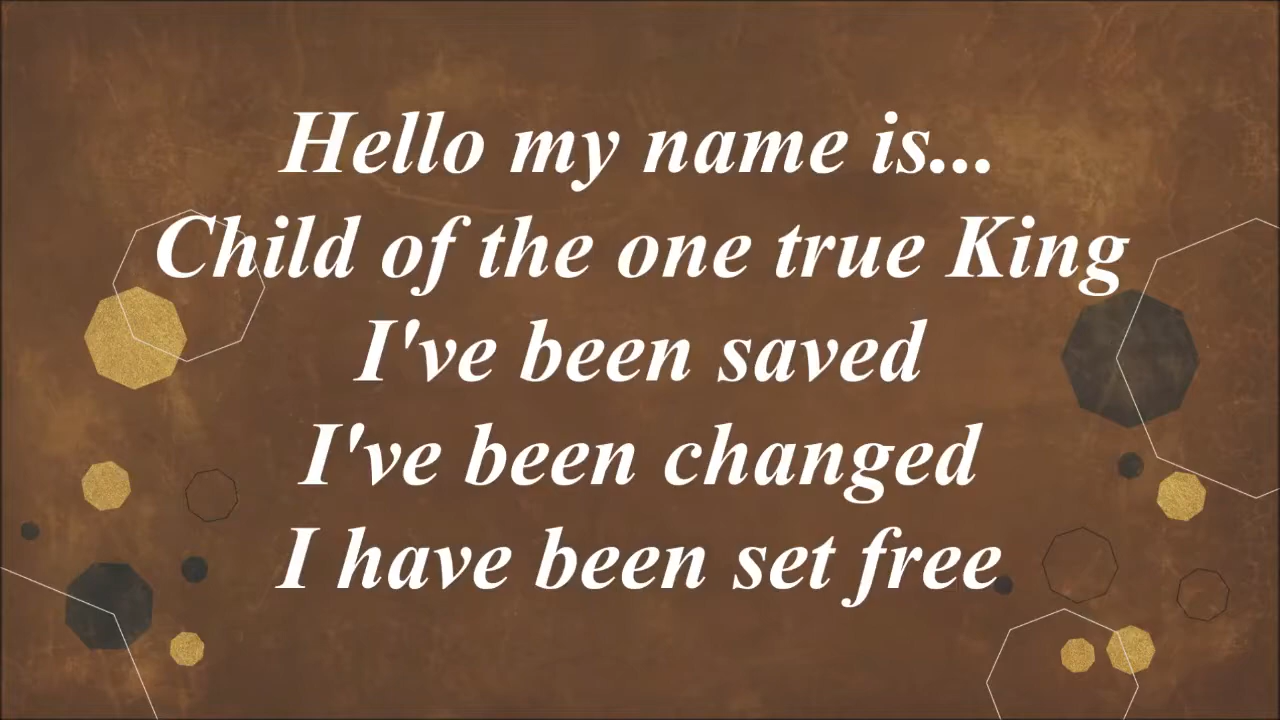 Hello my name is...
Child of the one true King
I've been saved
I've been changed
I have been set free